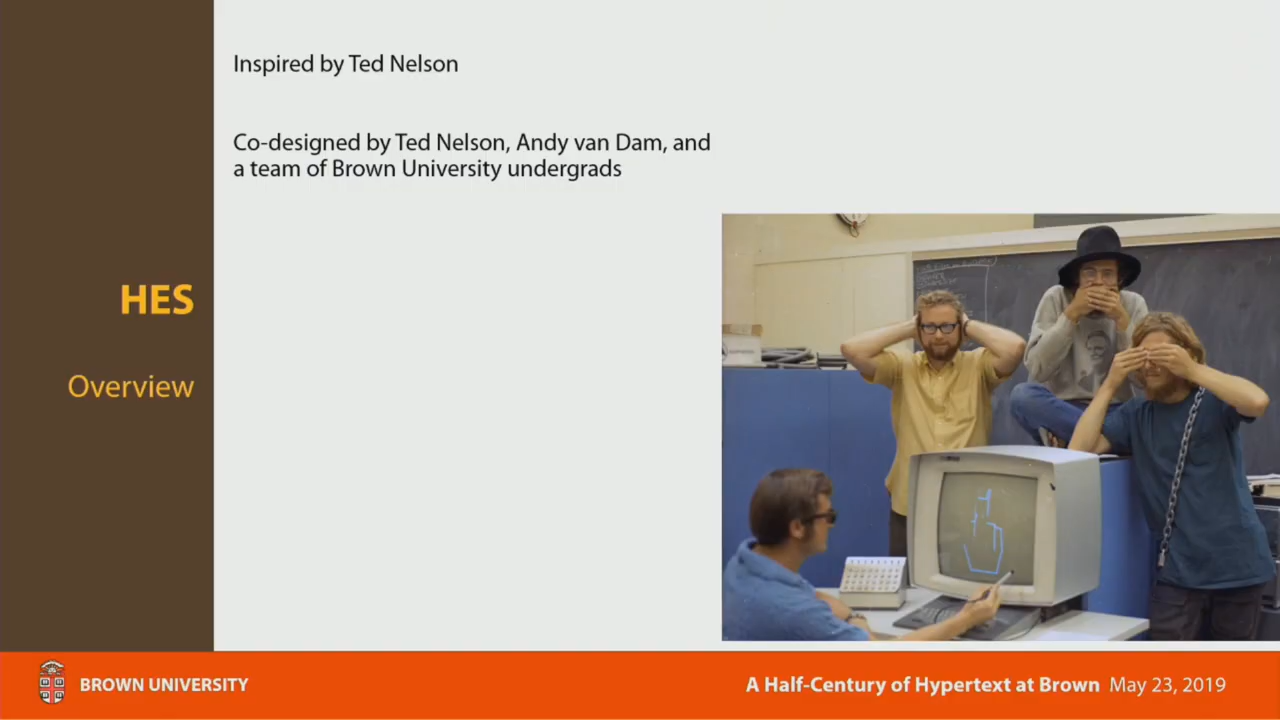 Inspired by Ted Nelson
Co-designed by Ted Nelson, Andy van Dam, and
a team of Brown University undergrads
HES
Overview
BROWN UNIVERSITY
A Half-Century of Hypertext at Brown May 23, 2019